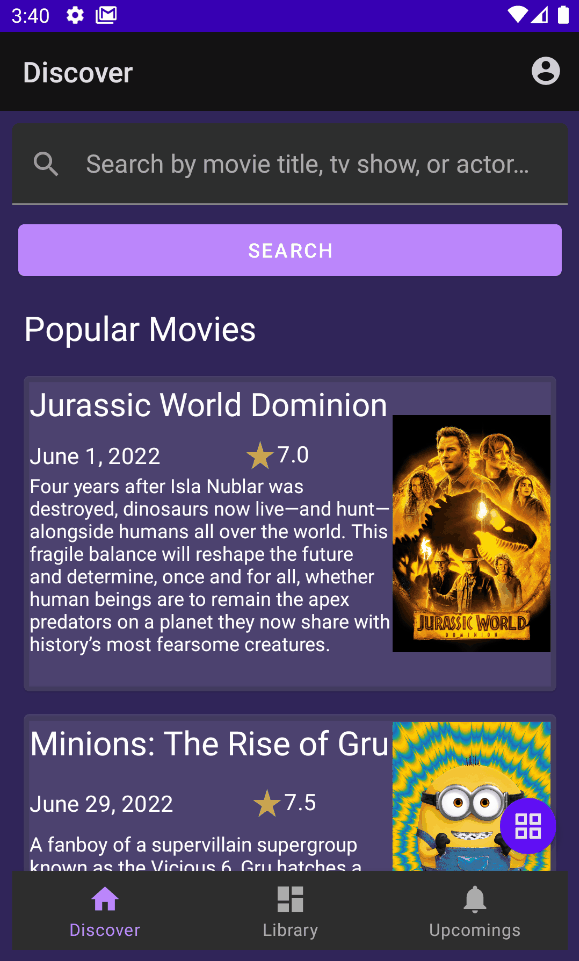 3:40
Discover
Search by movie title, tv show, or actor...
SEARCH
Popular Movies
Jurassic World Dominion
June 1, 2022
7.0
Four years after Isla Nublar was
destroyed, dinosaurs now live—and hunt—
alongside humans all over the world. This
fragile balance will reshape the future
and determine, once and for all, whether
human beings are to remain the apex
predators on a planet they now share with
history’s most fearsome creatures.
JURASSIC WORLD
DOMINION
Minions: The Rise of Gru
June 29, 2022
7.5
A fanboy of a supervillain supergroup
known as the Vicious 6, Gru hatches a
Discover
Library
Upcomings